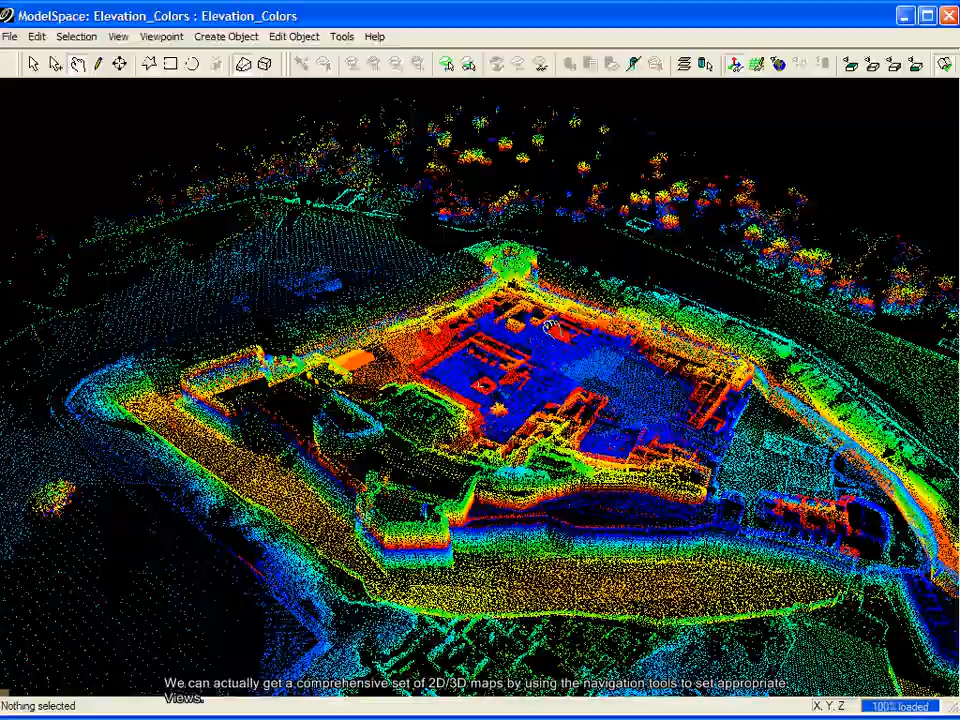 ModelSpace: Elevation_Colors : Elevation_Colors
File Edit Selection View Viewpoint Create Object Edit Object Tools Help
We can actually get a comprehensive set of 2D/3D maps by using the navigation tools to set appropriate
Views.
Nothing selected X, Y, Z 100% loaded